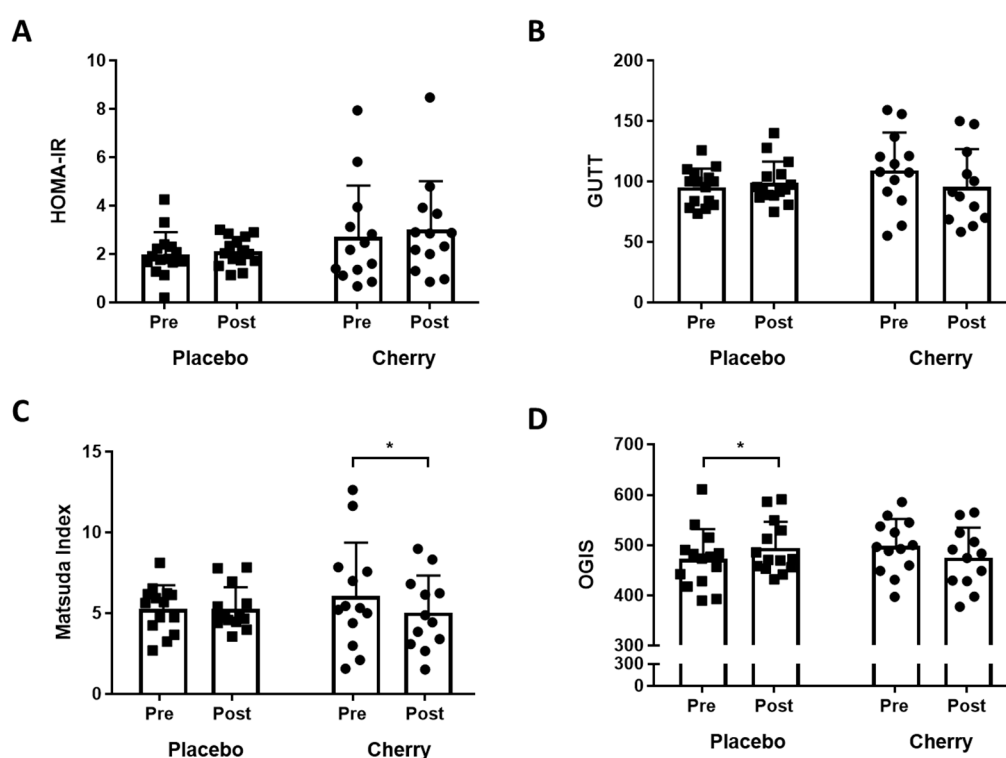 A
HOMA-IR
10
8
6
4
2
0
Pre Post Pre Post
Placebo Cherry
B
GUTT
200
150
100
50
0
Pre Post Pre Post
Placebo Cherry
C
Matsuda Index
15
10
5
0
*
Pre Post Pre Post
Placebo Cherry
D
OGIS
700
600
500
400
300
300
0
*
Pre Post Pre Post
Placebo Cherry